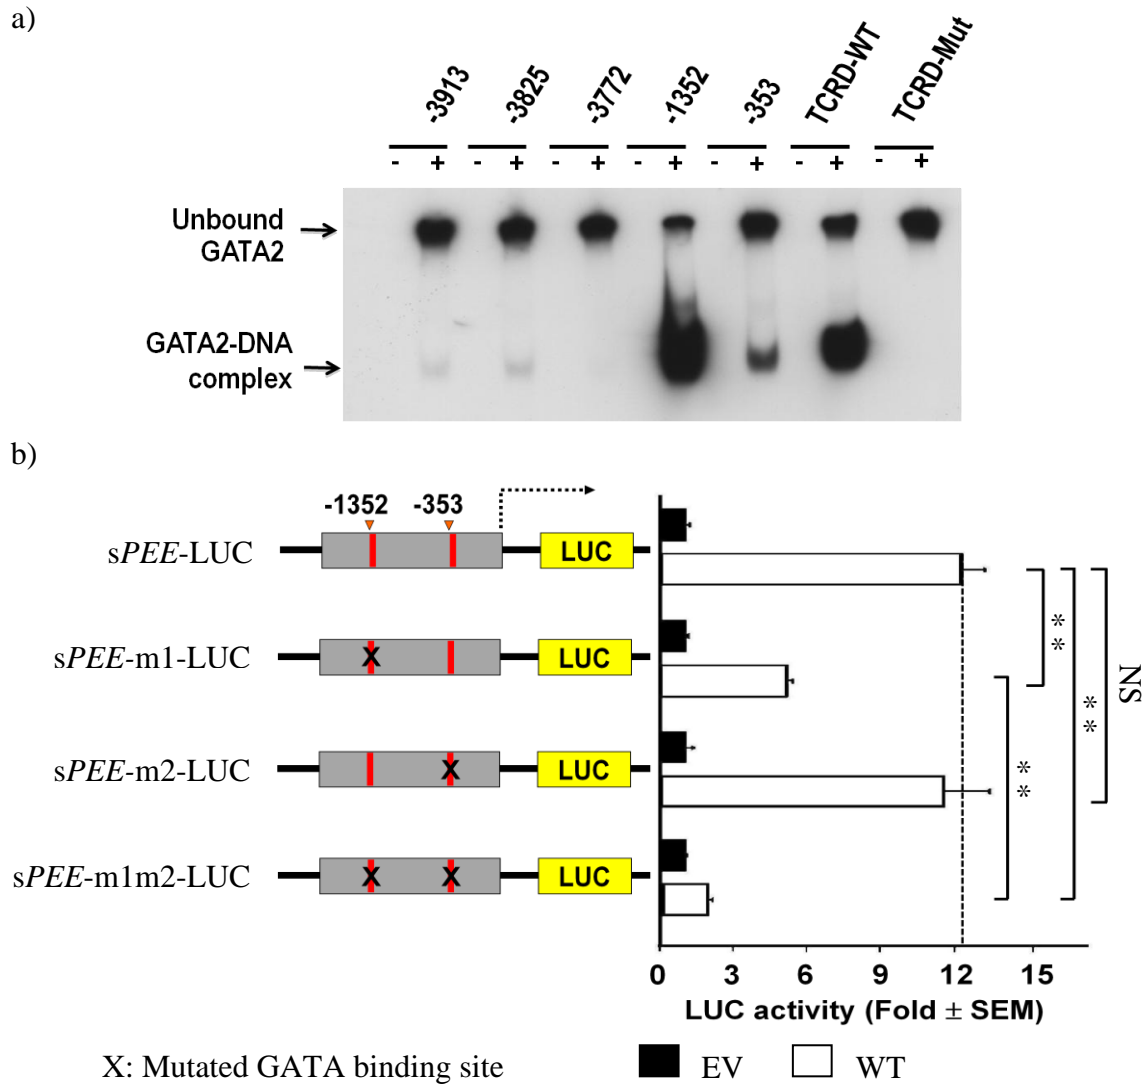 a)
-3913 -3825 -3772 -1352 -353 TCRD-WT TCRD-Mut
- + - + - + - + - + - + - +
Unbound
GATA2
GATA2-DNA
complex
b)
-1352 -353
sPEE-LUC LUC
X
sPEE-m1-LUC LUC
X
sPEE-m2-LUC LUC
X X
sPEE-m1m2-LUC LUC
**
**
**
NS
0 3 6 9 12 15
LUC activity (Fold ± SEM)
X: Mutated GATA binding site EV WT